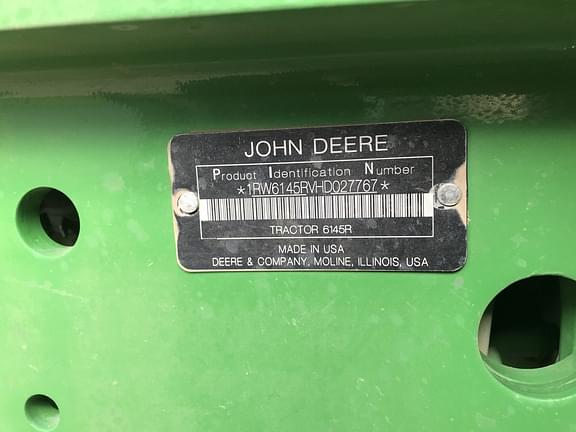 JOHN DEERE
Product Identification Number
*1RW6145RVHD027767*
TRACTOR 6145R
MADE IN USA
DEERE & COMPANY, MOLINE, ILLINOIS, USA